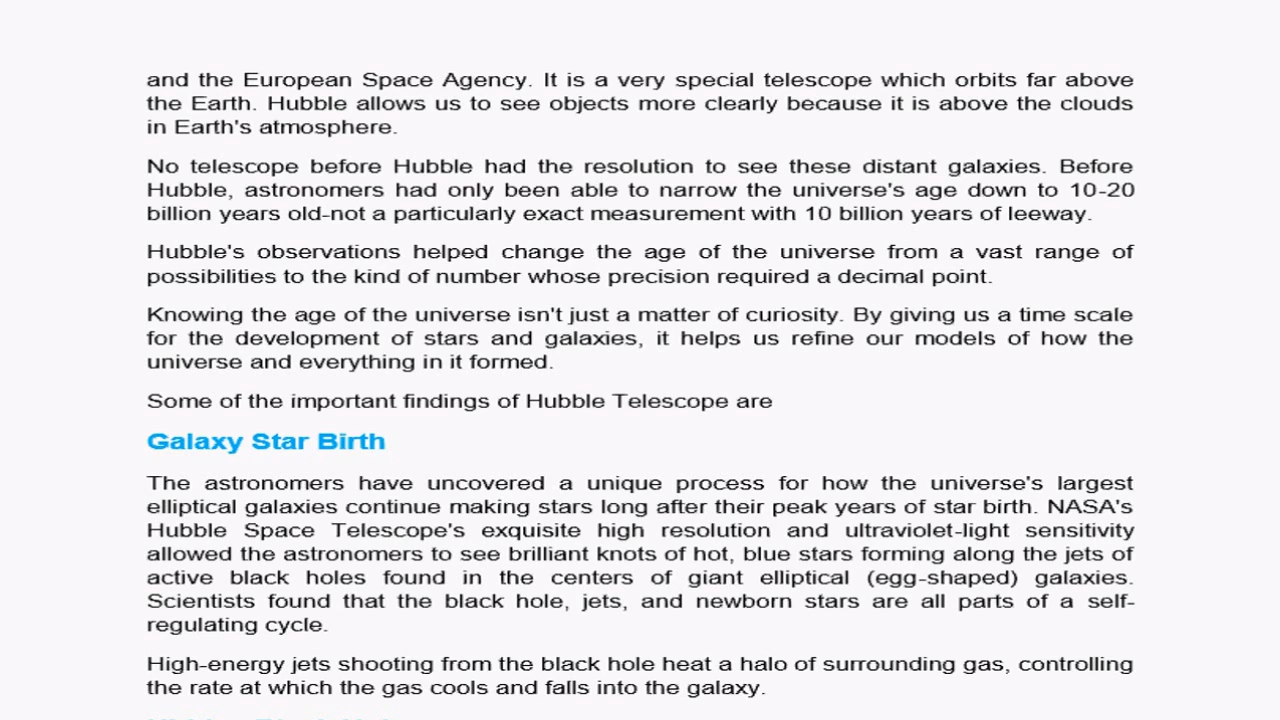 and the European Space Agency. It is a very special telescope which orbits far above
the Earth. Hubble allows us to see objects more clearly because it is above the clouds
in Earth's atmosphere.
No telescope before Hubble had the resolution to see these distant galaxies. Before
Hubble, astronomers had only been able to narrow the universe's age down to 10-20
billion years old-not a particularly exact measurement with 10 billion years of leeway.
Hubble's observations helped change the age of the universe from a vast range of
possibilities to the kind of number whose precision required a decimal point.
Knowing the age of the universe isn't just a matter of curiosity. By giving us a time scale
for the development of stars and galaxies, it helps us refine our models of how the
universe and everything in it formed.
Some of the important findings of Hubble Telescope are
Galaxy Star Birth
The astronomers have uncovered a unique process for how the universe's largest
elliptical galaxies continue making stars long after their peak years of star birth. NASA's
Hubble Space Telescope's exquisite high resolution and ultraviolet-light sensitivity
allowed the astronomers to see brilliant knots of hot, blue stars forming along the jets of
active black holes found in the centers of giant elliptical (egg-shaped) galaxies.
Scientists found that the black hole, jets, and newborn stars are all parts of a self-
regulating cycle.
High-energy jets shooting from the black hole heat a halo of surrounding gas, controlling
the rate at which the gas cools and falls into the galaxy.